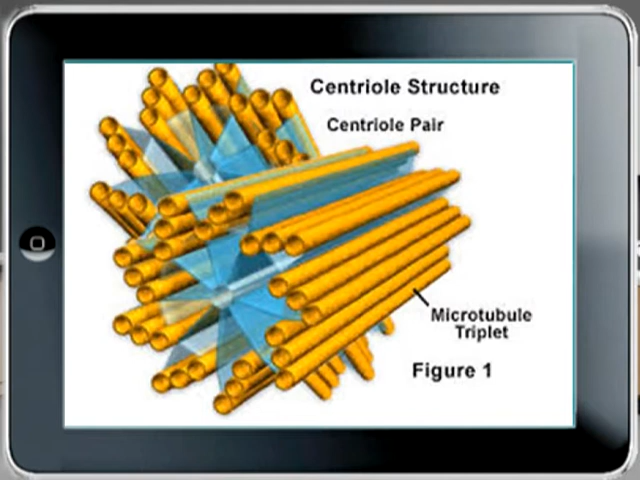 Centriole Structure
Centriole Pair
Microtubule
Triplet
Figure 1